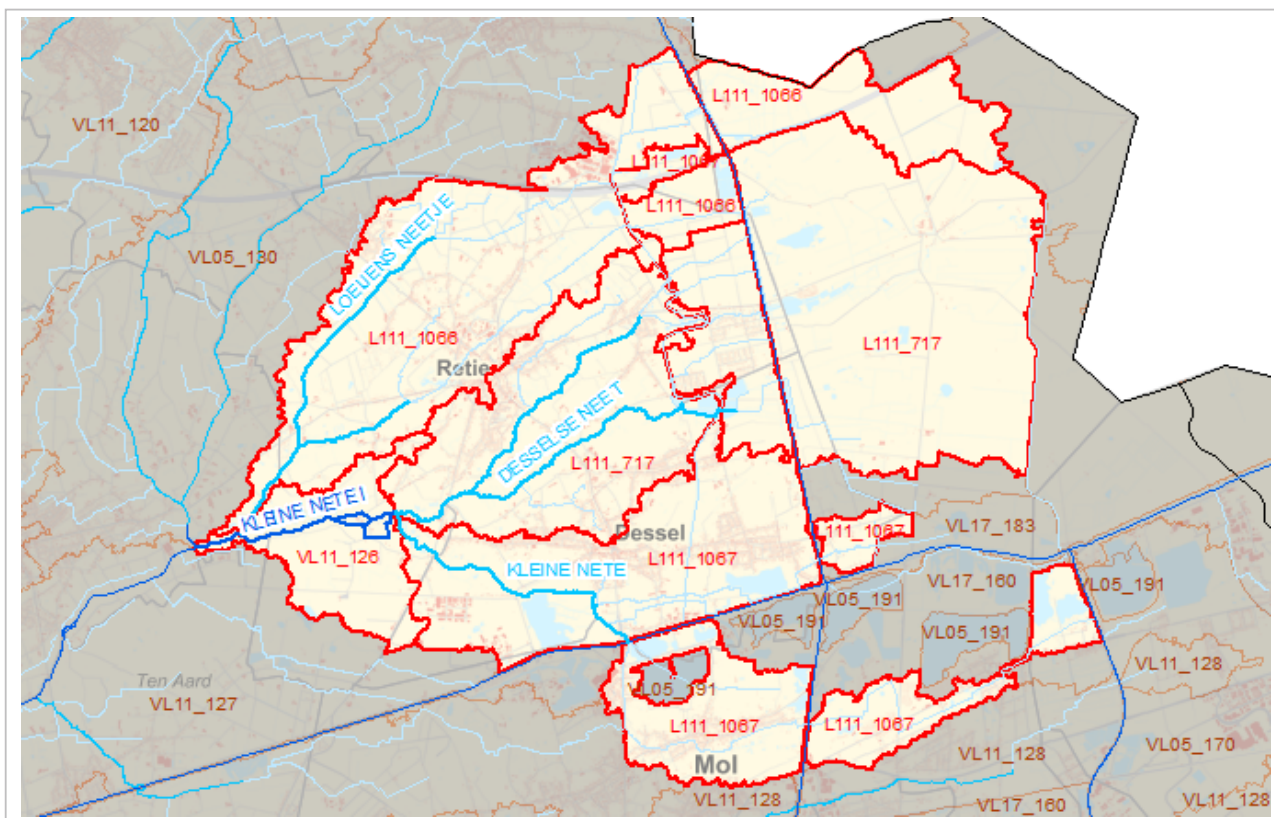 L111_1066
VL11_120
L111_1067
L111_1066
VL05_130
LOEIJENS NEETJE
L111_1066
L111_717
Retie
DESSELSE NEET
L111_717
KLEINE NETE I
VL17_183
L111_1067
Dessel
VL11_126
L111_1067
KLEINE NETE
VL17_160
VL05_191
VL05_191
VL05_191
VL05_191
VL11_128
Ten Aard
VL05_191
VL11_127
L111_1067
L111_1067
VL11_128
VL05_170
Mol
VL11_128
VL17_160
VL11_128